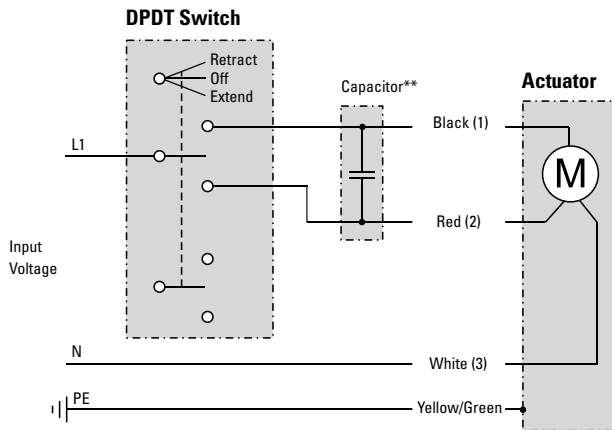 DPDT Switch
Retract
Off
Extend
Capacitor**
Actuator
L1
Black (1)
M
Red (2)
Input
Voltage
N
White (3)
PE
Yellow/Green